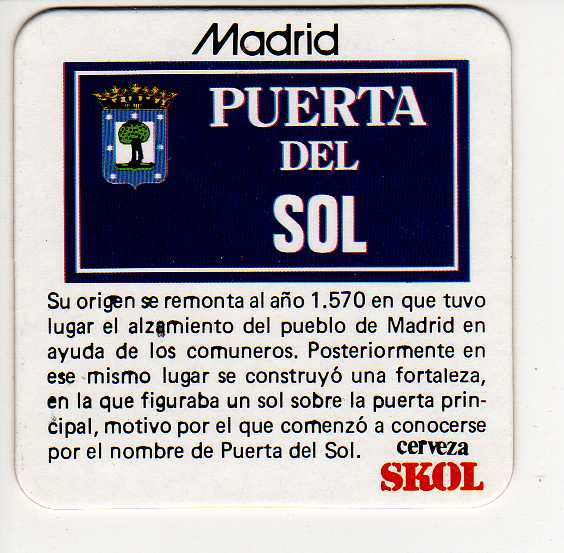 Madrid
PUERTA
DEL
SOL
Su origen se remonta al año 1.570 en que tuvo
lugar el alzamiento del pueblo de Madrid en
ayuda de los comuneros. Posteriormente en
ese mismo lugar se construyó una fortaleza,
en la que figuraba un sol sobre la puerta prin-
cipal, motivo por el que comenzó a conocerse
por el nombre de Puerta del Sol.
cerveza
SKOL